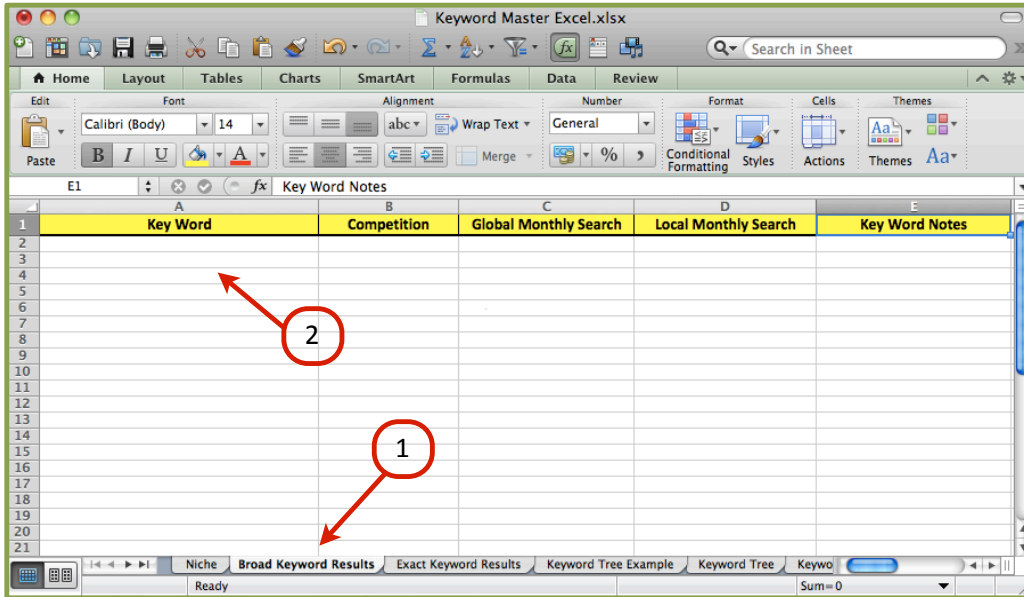 Keyword Master Excel.xlsx
Search in Sheet
Home Layout Tables Charts SmartArt Formulas Data Review
Edit Font Alignment Number Format Cells Themes
Calibri (Body) 14 abc Wrap Text General
Paste B I U A Merge % , Conditional Formatting Styles Actions Themes Aa
E1 fx Key Word Notes
A B C D E
1 Key Word Competition Global Monthly Search Local Monthly Search Key Word Notes
2
3
4
5
6
7
8
9
10
11
12
13
14
15
16
17
18
19
20
21
2
1
Niche Broad Keyword Results Exact Keyword Results Keyword Tree Example Keyword Tree Keywo
Ready Sum=0